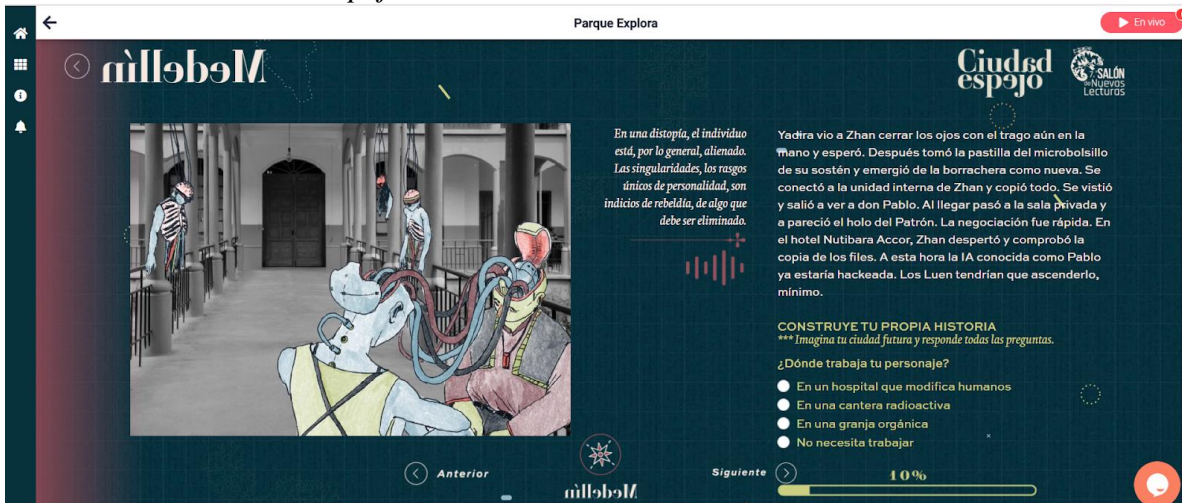 Parque Explora
En vivo
Medellín
Ciudad
espejo
7.º SALÓN
de Nuevas
Lecturas
En una distopía, el individuo
está, por lo general, alienado.
Las singularidades, los rasgos
únicos de personalidad, son
indicios de rebeldía, de algo que
debe ser eliminado.
Yadira vio a Zhan cerrar los ojos con el trago aún en la
mano y esperó. Después tomó la pastilla del microbolsillo
de su sostén y emergió de la borrachera como nueva. Se
conectó a la unidad interna de Zhan y copió todo. Se vistió
y salió a ver a don Pablo. Al llegar pasó a la sala privada y
a pareció el holo del Patrón. La negociación fue rápida. En
el hotel Nutibara Accor, Zhan despertó y comprobó la
copia de los files. A esta hora la IA conocida como Pablo
ya estaría hackeada. Los Luen tendrían que ascenderlo,
mínimo.
CONSTRUYE TU PROPIA HISTORIA
*** Imagina tu ciudad futura y responde todas las preguntas.
¿Dónde trabaja tu personaje?
En un hospital que modifica humanos
En una cantera radioactiva
En una granja orgánica
No necesita trabajar
Anterior
Medellín
Siguiente
10%